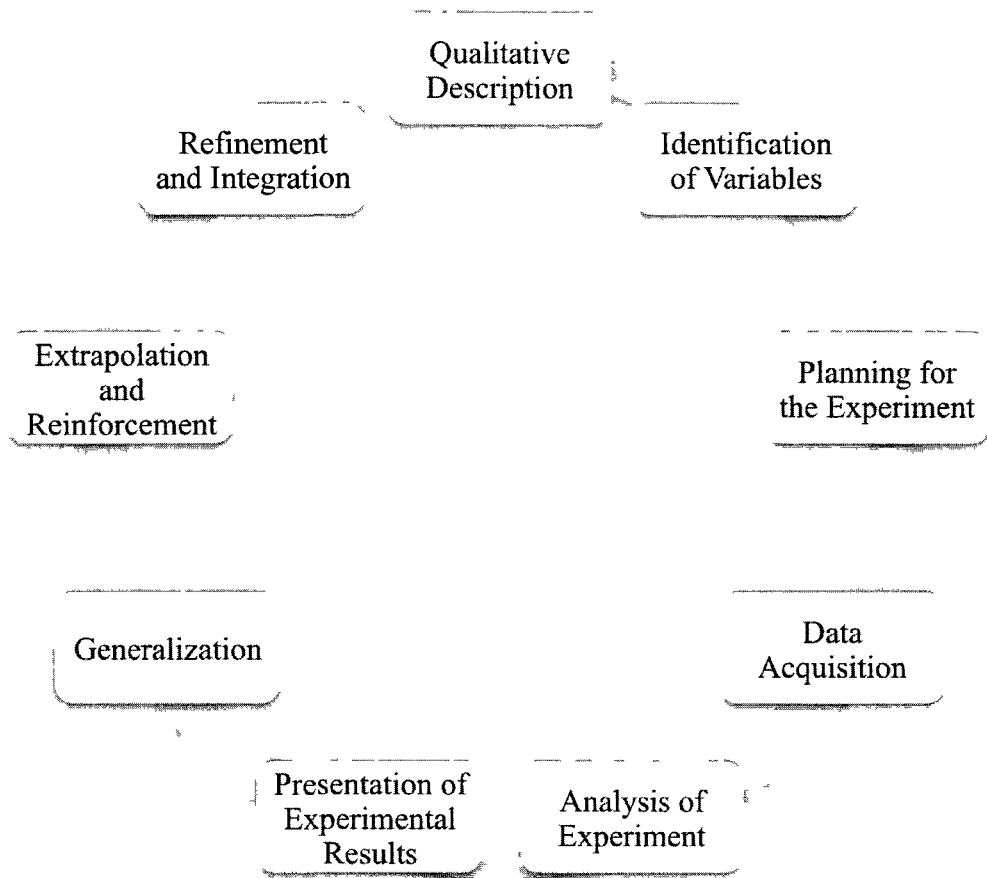 Qualitative
Description
Identification
of Variables
Planning for
the Experiment
Data
Acquisition
Analysis of
Experiment
Presentation of
Experimental
Results
Generalization
Extrapolation
and
Reinforcement
Refinement
and Integration